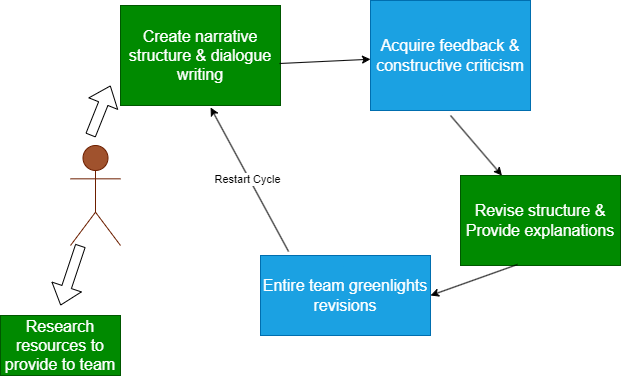 Create narrative
structure & dialogue
writing
Acquire feedback &
constructive criticism
Restart Cycle
Revise structure &
Provide explanations
Entire team greenlights
revisions
Research
resources to
provide to team